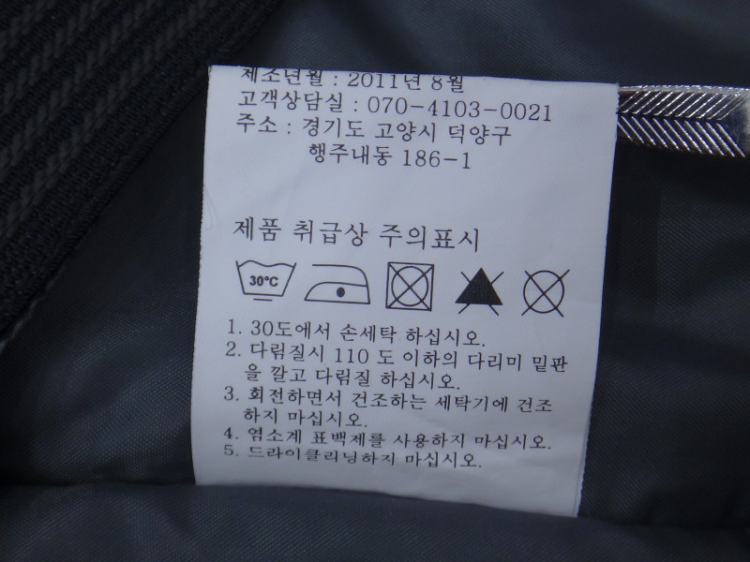 제조년월 : 2011년 8월
고객상담실 : 070-4103-0021
주소 : 경기도 고양시 덕양구
행주내동 186-1
제품 취급상 주의표시
30℃
1. 30도에서 손세탁 하십시오.
2. 다림질시 110 도 이하의 다리미 밑판
을 깔고 다림질 하십시오.
3. 회전하면서 건조하는 세탁기에 건조
하지 마십시오.
4. 염소계 표백제를 사용하지 마십시오.
5. 드라이클리닝하지 마십시오.